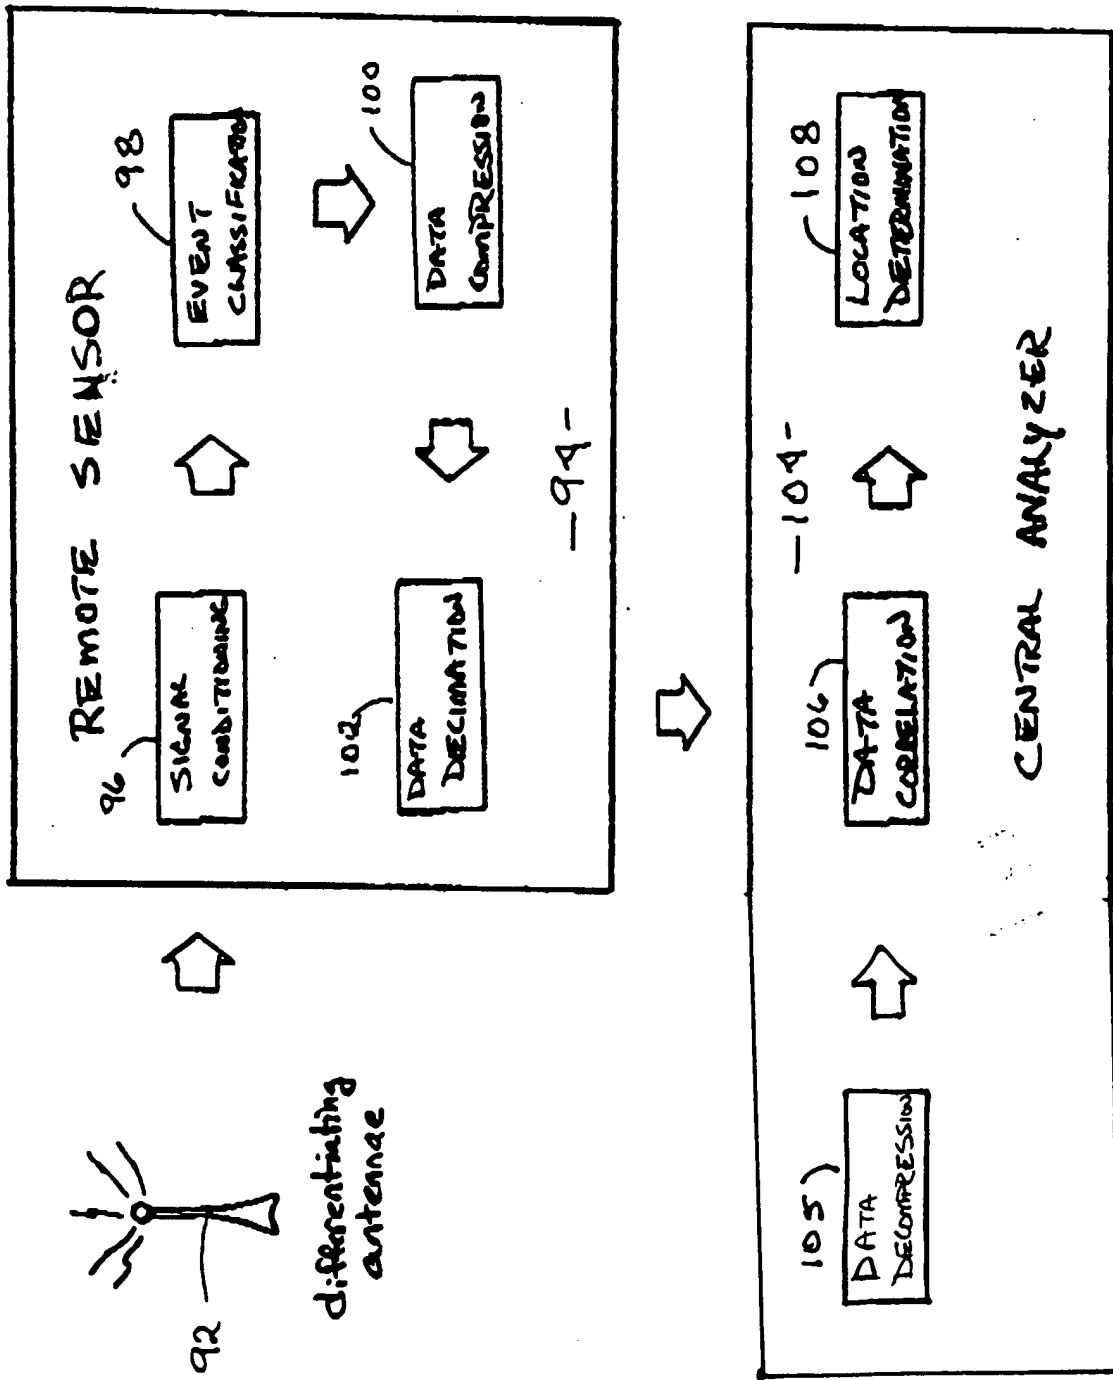 REMOTE SENSOR
96
SIGNAL
CONDITIONING
98
EVENT
CLASSIFICATION
100
DATA
COMPRESSION
102
DATA
DECIMATION
-94-
92
differentiating
antennae
-104-
105
DATA
DECOMPRESSION
106
DATA
CORRELATION
108
LOCATION
DETERMINATION
CENTRAL ANALYZER